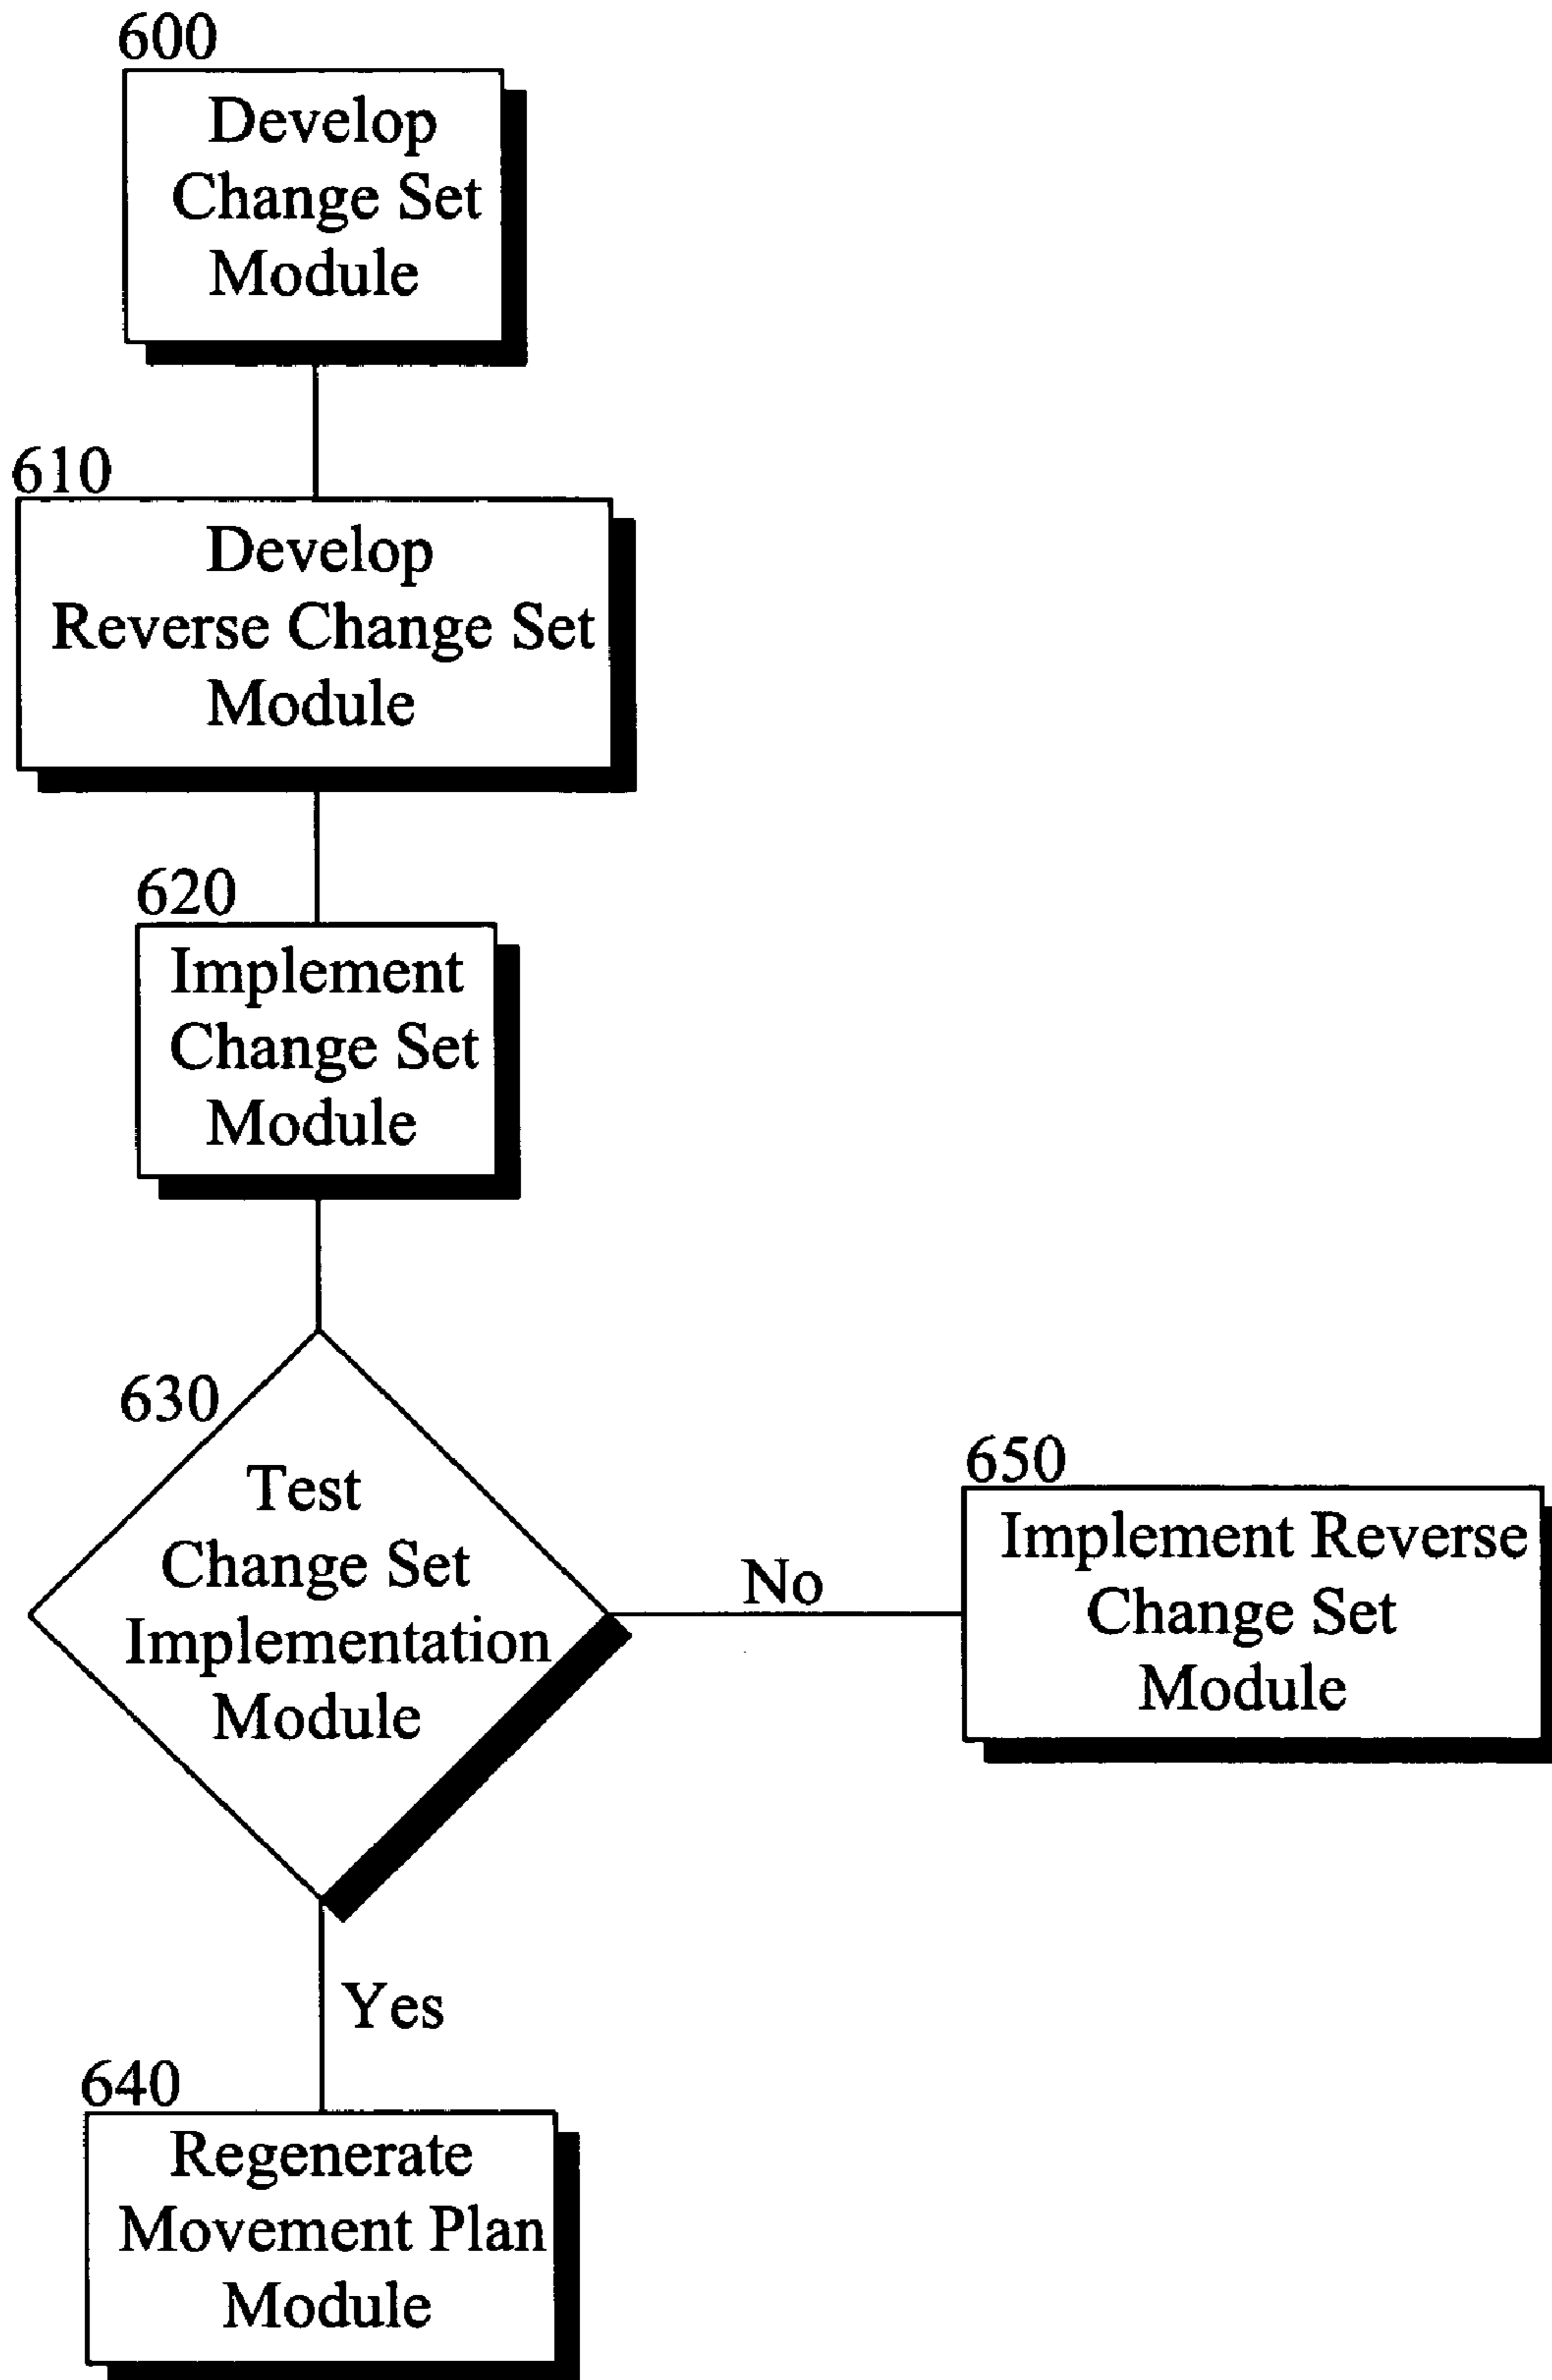 600
Develop
Change Set
Module
610
Develop
Reverse Change Set
Module
620
Implement
Change Set
Module
630
Test
Change Set
Implementation
Module
No
650
Implement Reverse
Change Set
Module
Yes
640
Regenerate
Movement Plan
Module